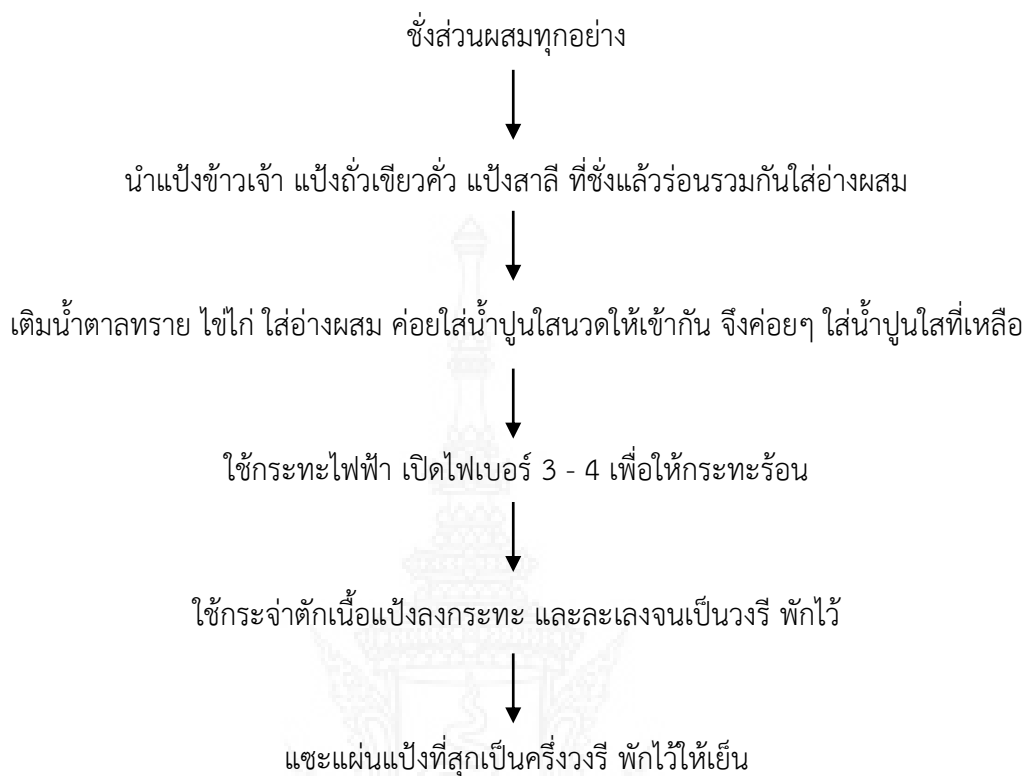 ชั่งส่วนผสมทุกอย่าง
นำแป้งข้าวเจ้า แป้งถั่วเขียวคั่ว แป้งสาลี ที่ชั่งแล้วร่อนรวมกันใส่อ่างผสม
เติมน้ำตาลทราย ไข่ไก่ ใส่อ่างผสม ค่อยใส่น้ำปูนใสนวดให้เข้ากัน จึงค่อยๆ ใส่น้ำปูนใสที่เหลือ
ใช้กระทะไฟฟ้า เปิดไฟเบอร์ 3 - 4 เพื่อให้กระทะร้อน
ใช้กระจ่าตักเนื้อแป้งลงกระทะ และละเลงจนเป็นวงรี พักไว้
แซะแผ่นแป้งที่สุกเป็นครึ่งวงรี พักไว้ให้เย็น